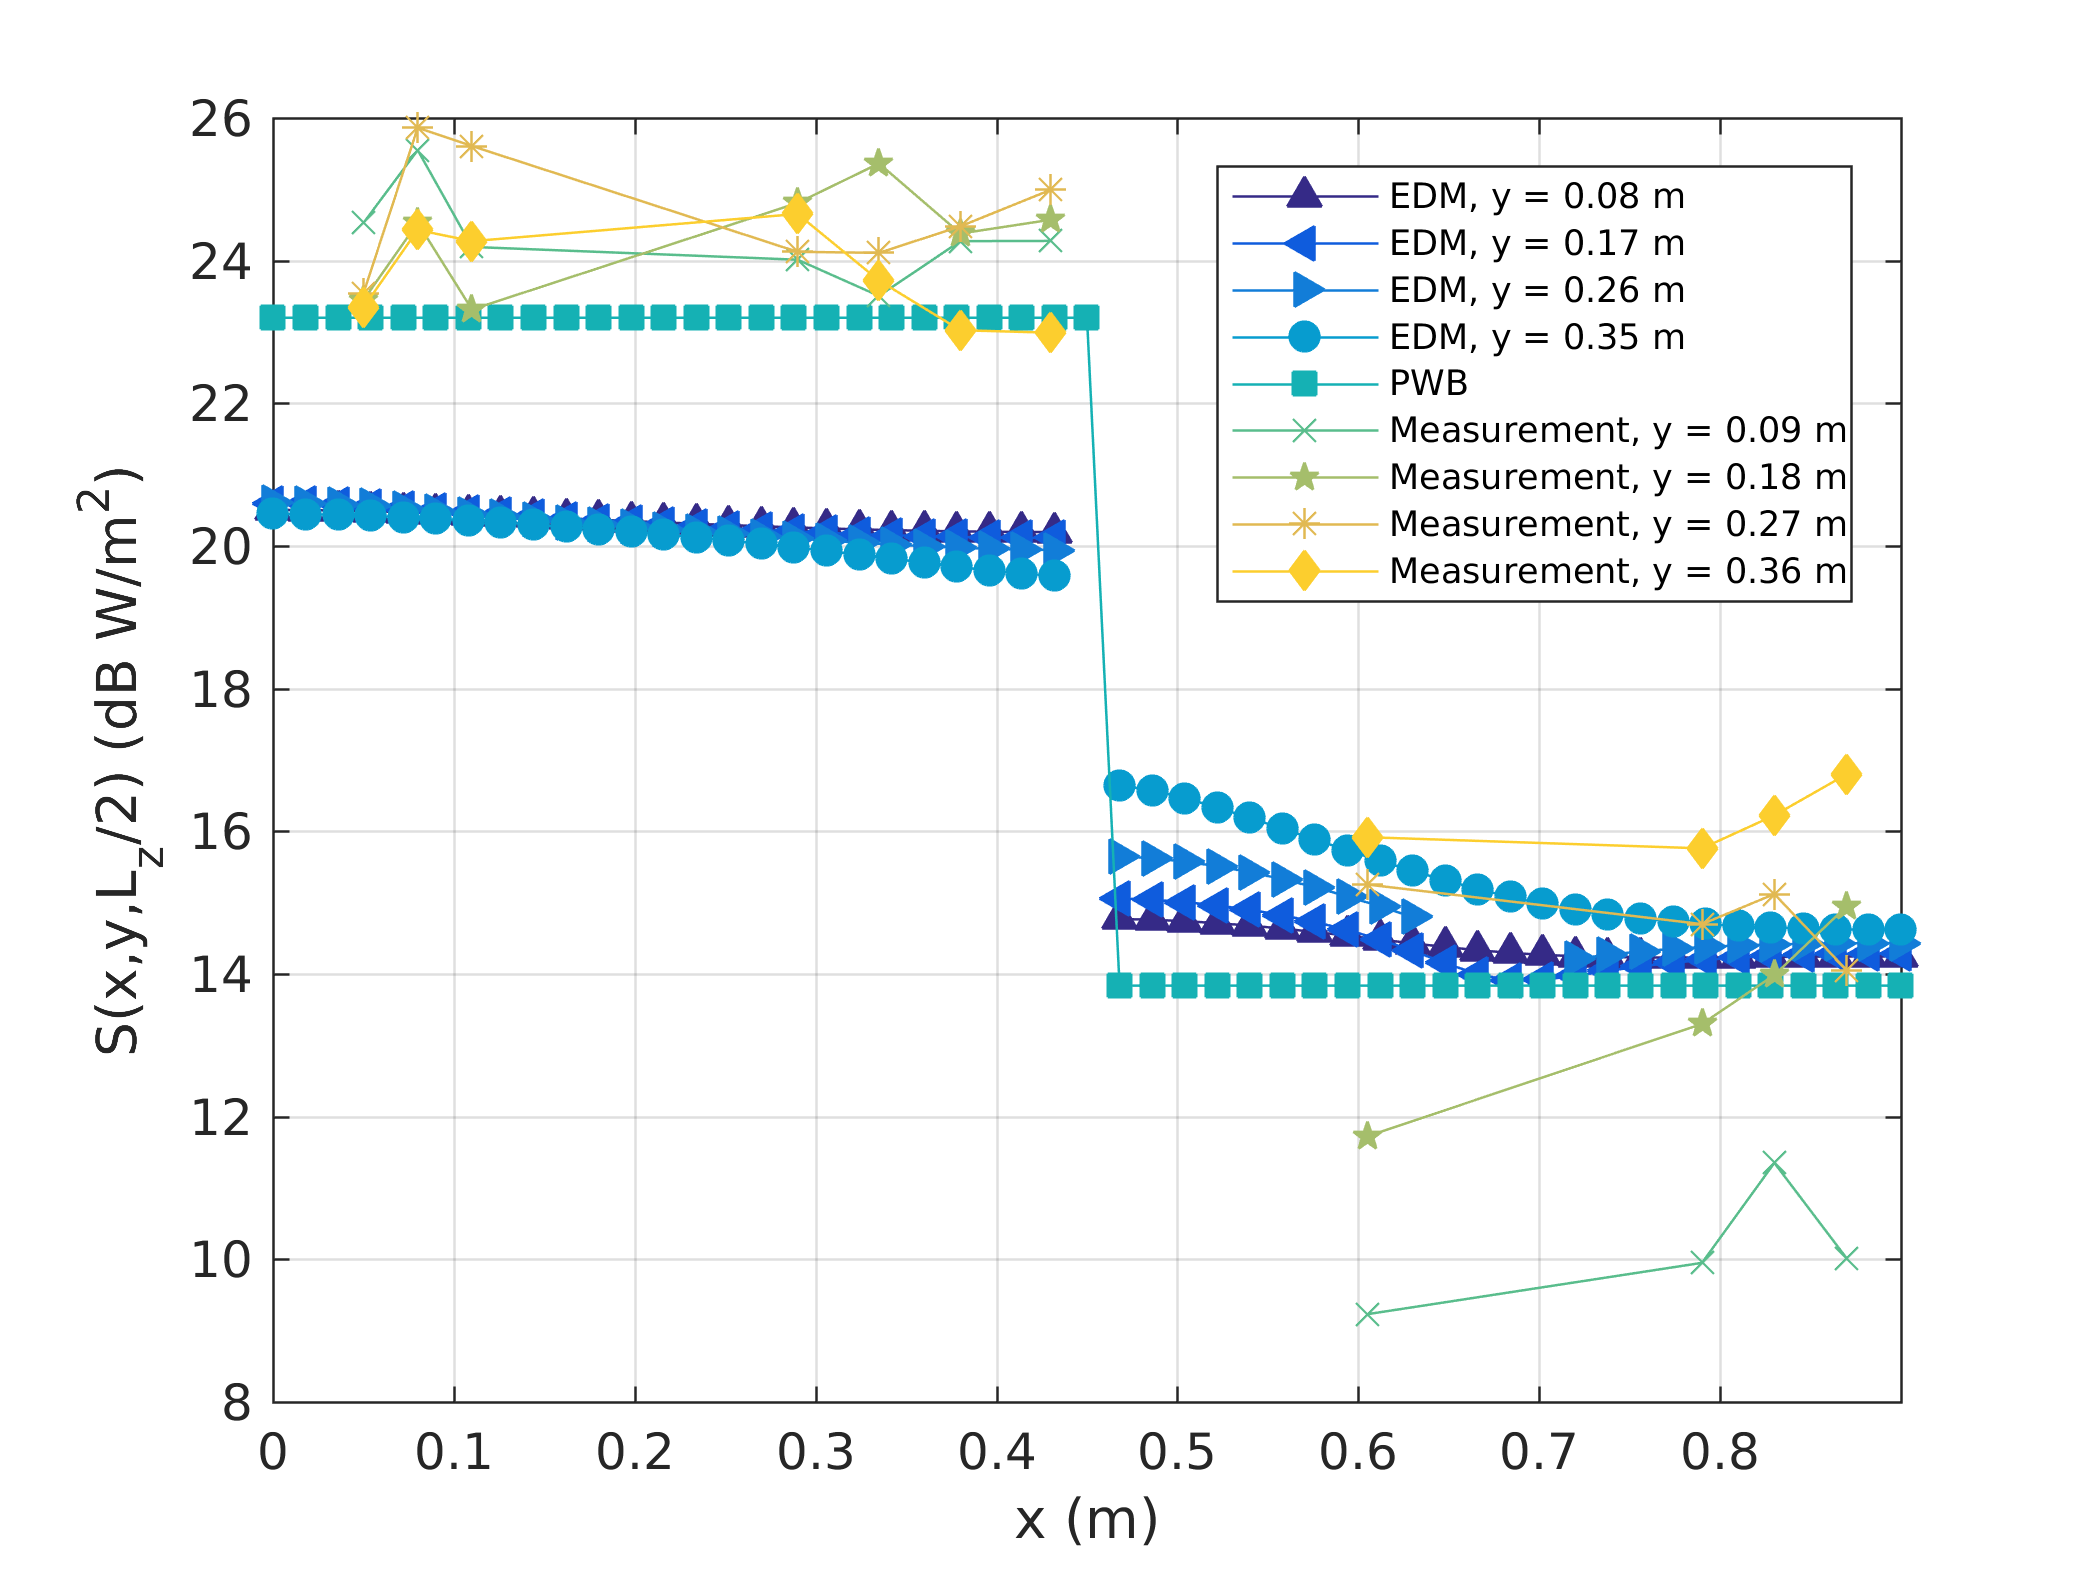 26
24
22
20
18
16
14
12
10
8
0 0.1 0.2 0.3 0.4 0.5 0.6 0.7 0.8
x (m)
S(x,y,L_z/2) (dB W/m^2)
EDM, y = 0.08 m
EDM, y = 0.17 m
EDM, y = 0.26 m
EDM, y = 0.35 m
PWB
Measurement, y = 0.09 m
Measurement, y = 0.18 m
Measurement, y = 0.27 m
Measurement, y = 0.36 m